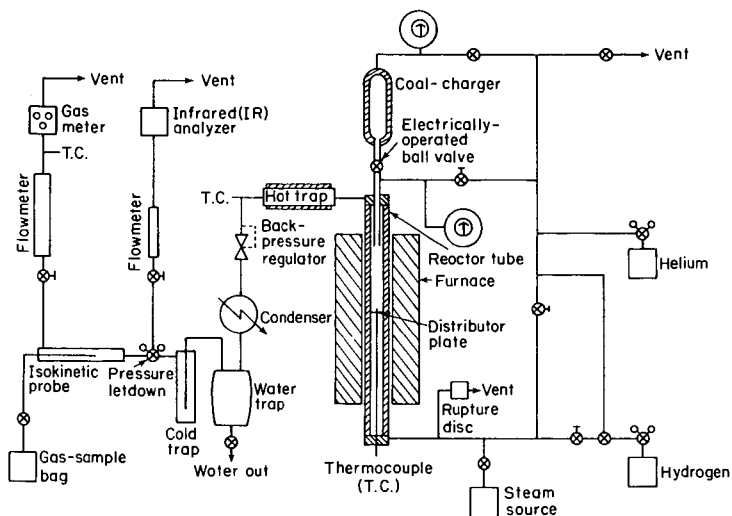 Vent
Gas
meter
T.C.
Flowmeter
Vent
Infrared(IR)
analyzer
Flowmeter
Coal-charger
Electrically-
operated
ball valve
Vent
T.C.
Hot trap
Back-
pressure
regulator
Reoctor tube
Furnace
Helium
Condenser
Distributor
plate
Isokinetic
probe
Pressure
letdown
Water
trap
Vent
Rupture
disc
Cold
trap
Gas-sample
bag
Woter out
Thermocouple
(T.C.)
Steam
source
Hydrogen